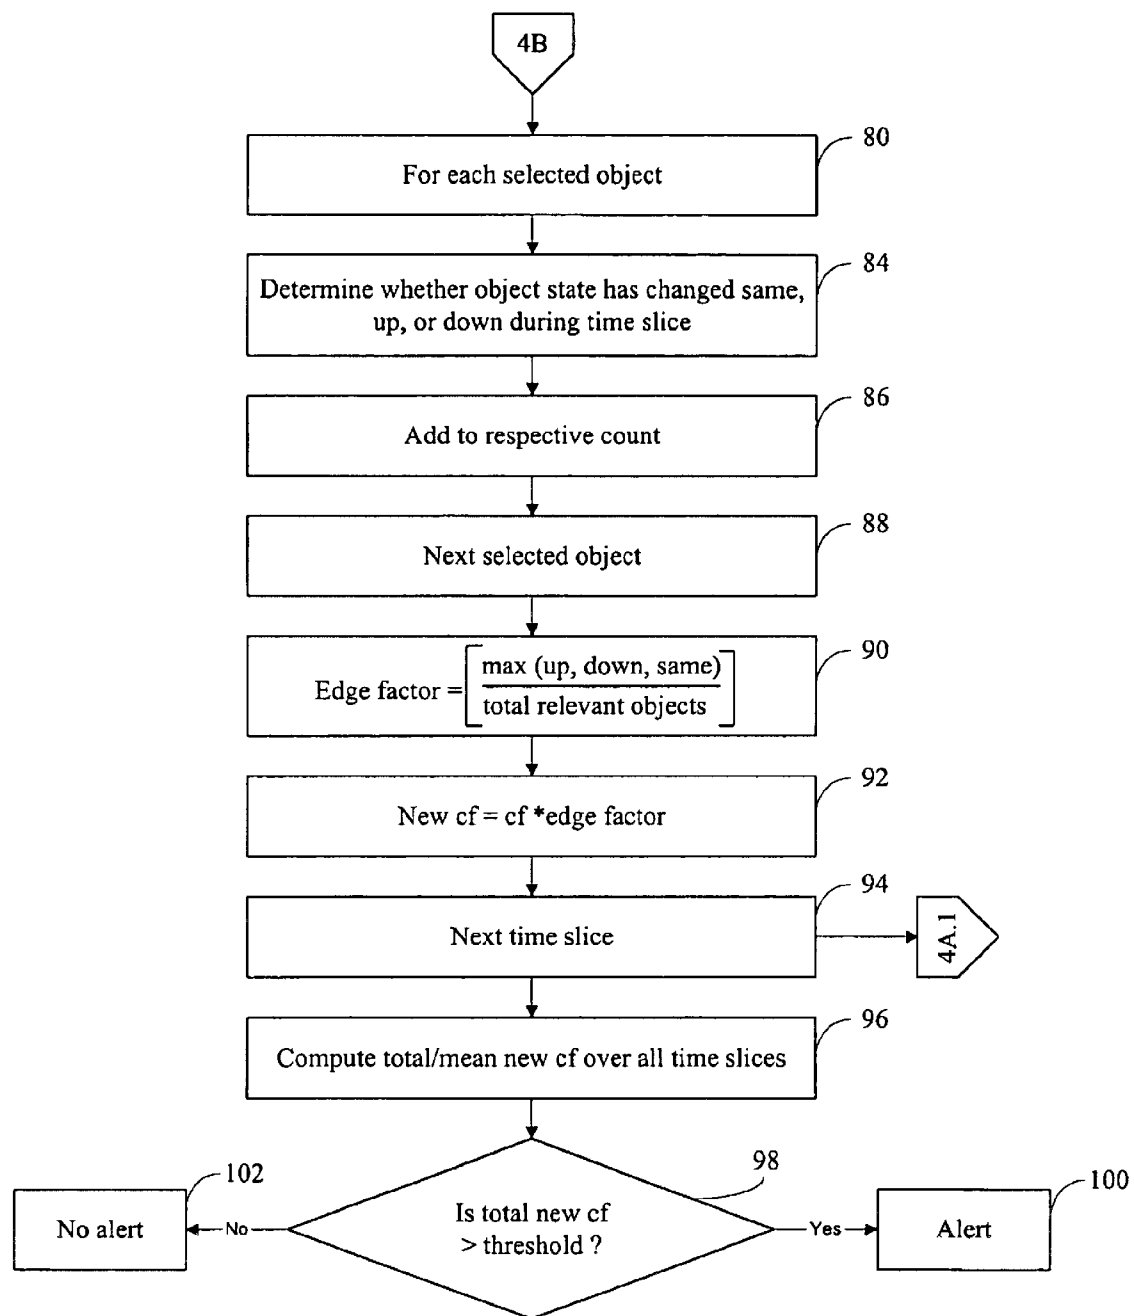 4B
80
For each selected object
84
Determine whether object state has changed same,
up, or down during time slice
86
Add to respective count
88
Next selected object
90
Edge factor = [max (up, down, same)
total relevant objects]
92
New cf = cf *edge factor
94
Next time slice
4A.1
96
Compute total/mean new cf over all time slices
98
Is total new cf
> threshold ?
No
102
No alert
Yes
100
Alert